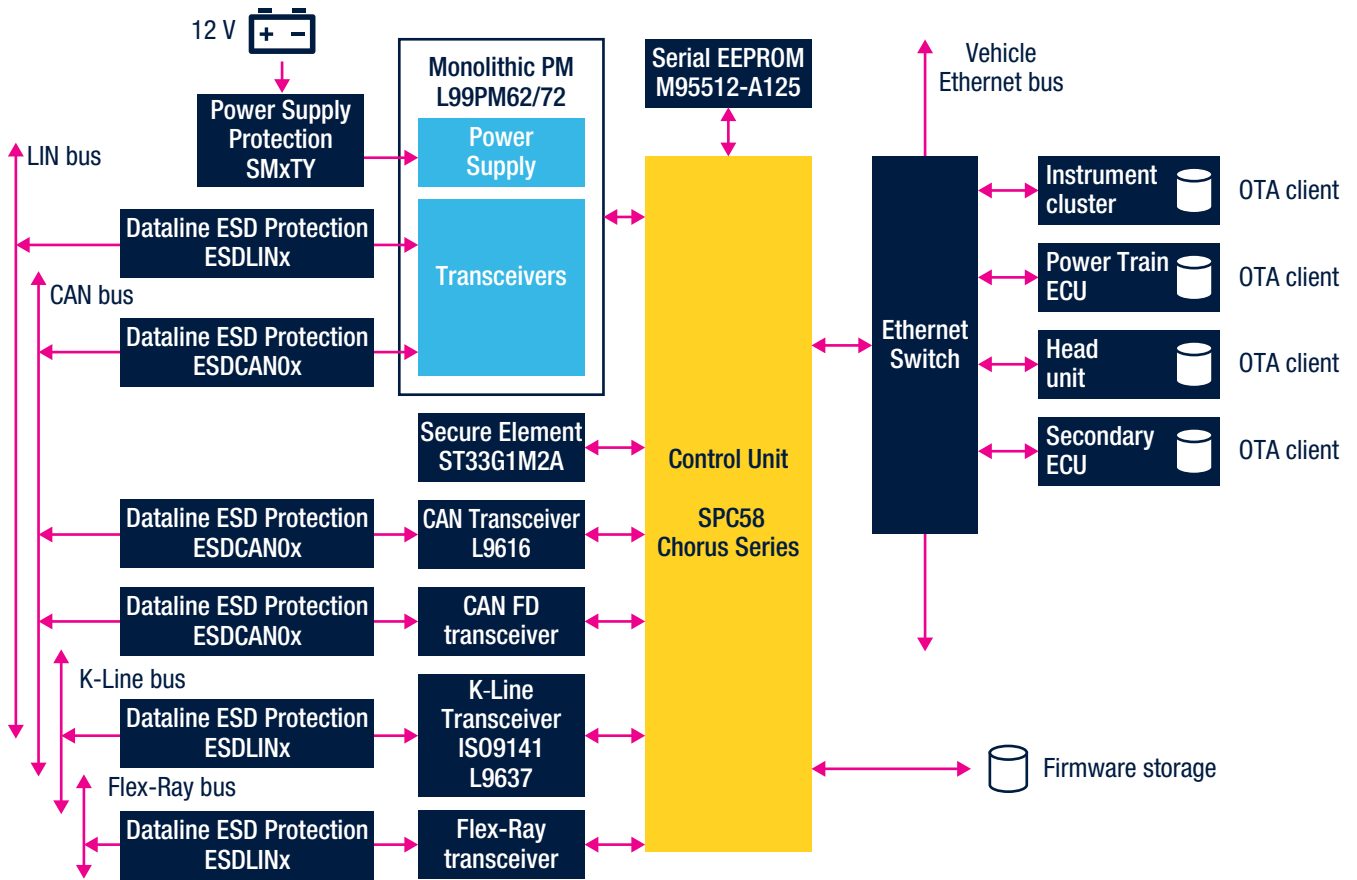 12 V
+ −
Power Supply
Protection
SMxTY
Monolithic PM
L99PM62/72
Power
Supply
Transceivers
Serial EEPROM
M95512-A125
Vehicle
Ethernet bus
LIN bus
Dataline ESD Protection
ESDLINx
CAN bus
Dataline ESD Protection
ESDCAN0x
Secure Element
ST33G1M2A
Dataline ESD Protection
ESDCAN0x
CAN Transceiver
L9616
Dataline ESD Protection
ESDCAN0x
CAN FD
transceiver
K-Line bus
Dataline ESD Protection
ESDLINx
K-Line
Transceiver
ISO9141
L9637
Flex-Ray bus
Dataline ESD Protection
ESDLINx
Flex-Ray
transceiver
Control Unit
SPC58
Chorus Series
Ethernet
Switch
Instrument
cluster
OTA client
Power Train
ECU
OTA client
Head
unit
OTA client
Secondary
ECU
OTA client
Firmware storage